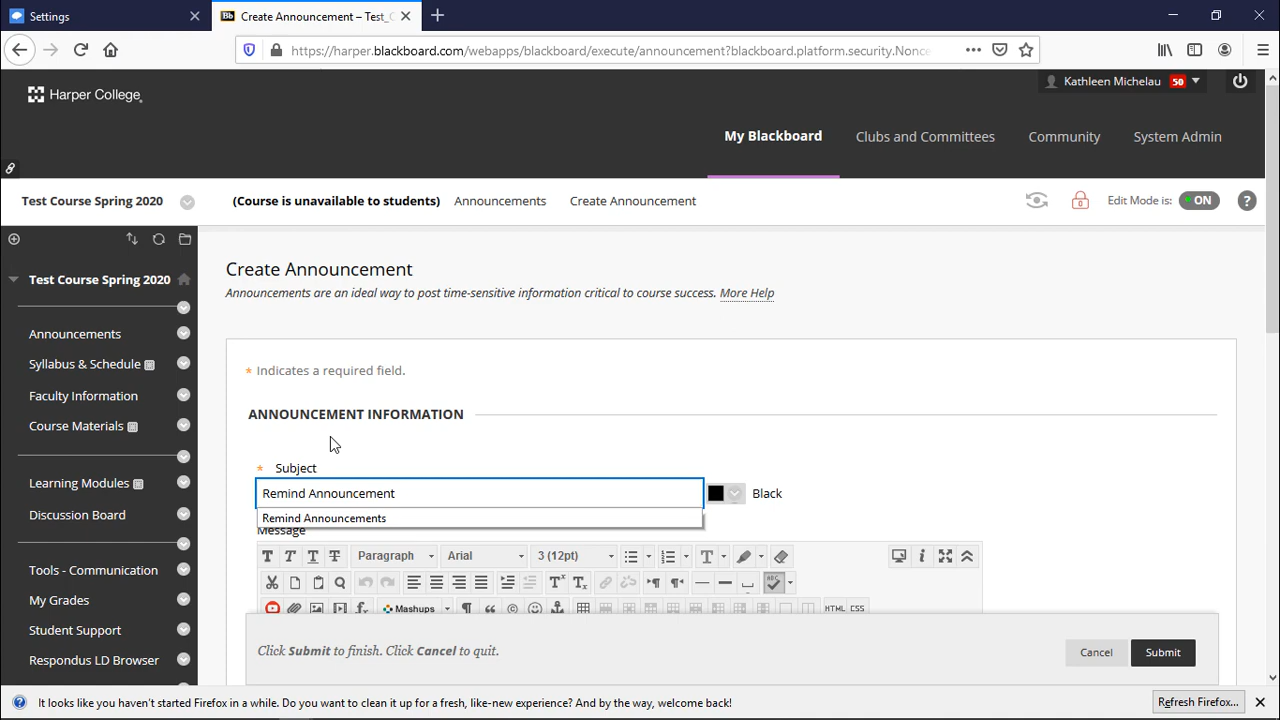 Settings
Bb Create Announcement – Test_C
https://harper.blackboard.com/webapps/blackboard/execute/announcement?blackboard.platform.security.Nonce
Harper College
Kathleen Michelau 50
My Blackboard Clubs and Committees Community System Admin
Test Course Spring 2020 (Course is unavailable to students) Announcements Create Announcement Edit Mode is: ON ?
Test Course Spring 2020
Announcements
Syllabus & Schedule
Faculty Information
Course Materials
Learning Modules
Discussion Board
Tools - Communication
My Grades
Student Support
Respondus LD Browser
Create Announcement
Announcements are an ideal way to post time-sensitive information critical to course success. More Help
* Indicates a required field.
ANNOUNCEMENT INFORMATION
* Subject
Remind Announcement Black
Remind Announcements
Message
T T T T Paragraph Arial 3 (12pt) T
T T ABC
Mashups HTML CSS
Click Submit to finish. Click Cancel to quit. Cancel Submit
It looks like you haven't started Firefox in a while. Do you want to clean it up for a fresh, like-new experience? And by the way, welcome back! Refresh Firefox...